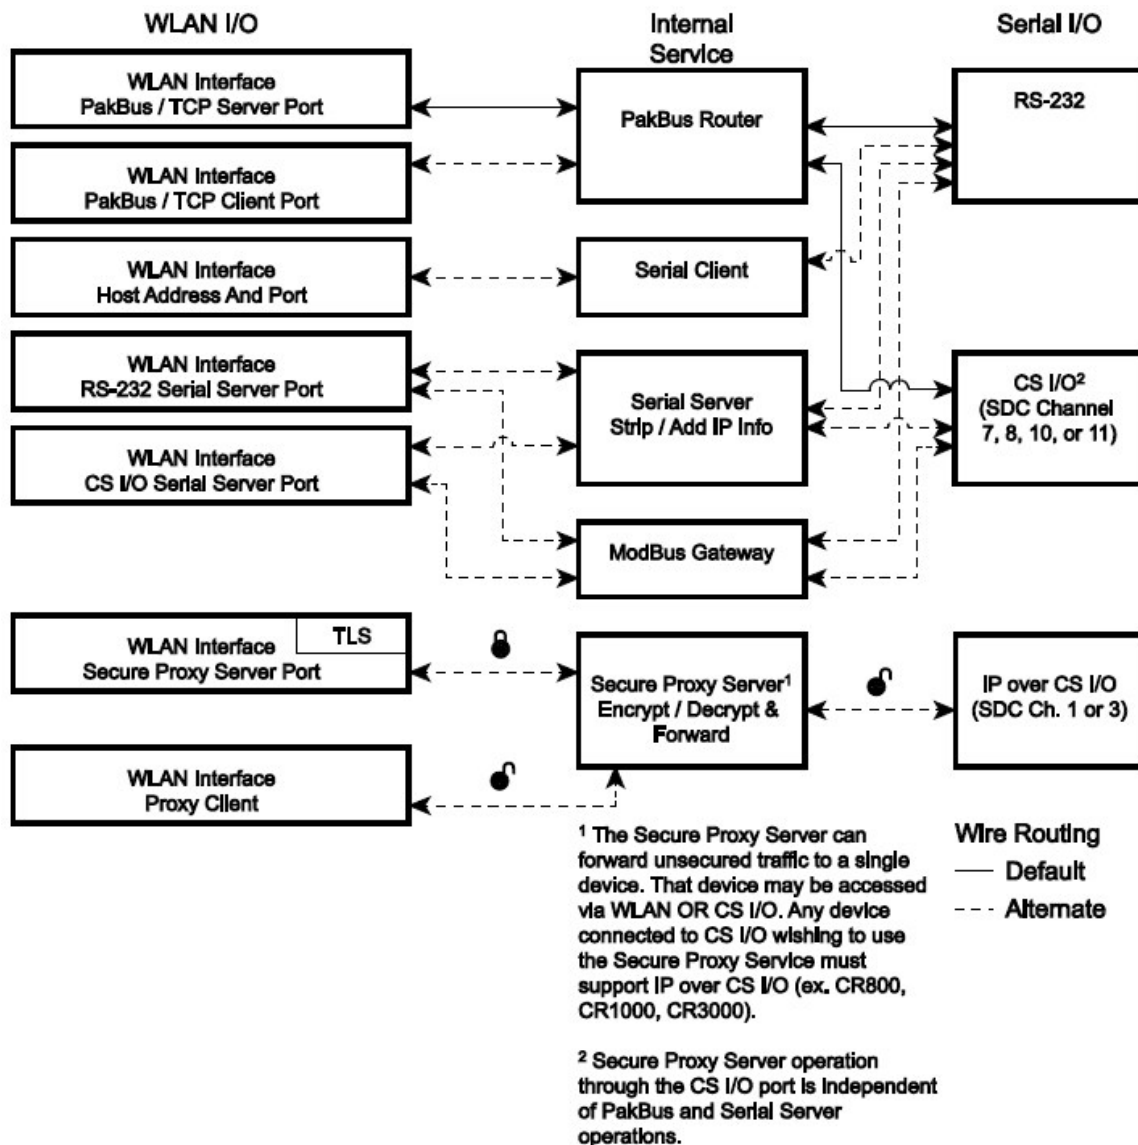 WLAN I/O
Internal
Service
Serial I/O
WLAN Interface
PakBus / TCP Server Port
WLAN Interface
PakBus / TCP Client Port
WLAN Interface
Host Address And Port
WLAN Interface
RS-232 Serial Server Port
WLAN Interface
CS I/O Serial Server Port
WLAN Interface
Secure Proxy Server Port
TLS
WLAN Interface
Proxy Client
PakBus Router
Serial Client
Serial Server
Strip / Add IP Info
ModBus Gateway
Secure Proxy Server¹
Encrypt / Decrypt &
Forward
RS-232
CS I/O²
(SDC Channel
7, 8, 10, or 11)
IP over CS I/O
(SDC Ch. 1 or 3)
¹ The Secure Proxy Server can
forward unsecured traffic to a single
device. That device may be accessed
via WLAN OR CS I/O. Any device
connected to CS I/O wishing to use
the Secure Proxy Service must
support IP over CS I/O (ex. CR800,
CR1000, CR3000).
² Secure Proxy Server operation
through the CS I/O port is independent
of PakBus and Serial Server
operations.
Wire Routing
Default
Alternate